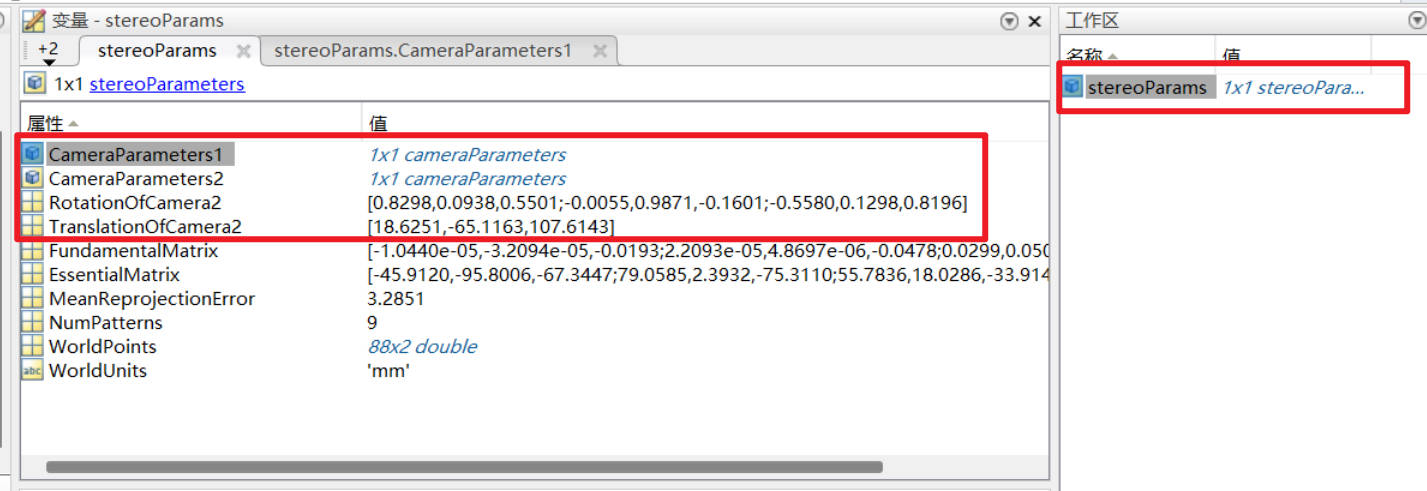 变量 - stereoParams
+2 stereoParams stereoParams.CameraParameters1
1x1 stereoParameters
属性 值
CameraParameters1 1x1 cameraParameters
CameraParameters2 1x1 cameraParameters
RotationOfCamera2 [0.8298,0.0938,0.5501;-0.0055,0.9871,-0.1601;-0.5580,0.1298,0.8196]
TranslationOfCamera2 [18.6251,-65.1163,107.6143]
FundamentalMatrix [-1.0440e-05,-3.2094e-05,-0.0193;2.2093e-05,4.8697e-06,-0.0478;0.0299,0.050
EssentialMatrix [-45.9120,-95.8006,-67.3447;79.0585,2.3932,-75.3110;55.7836,18.0286,-33.914
MeanReprojectionError 3.2851
NumPatterns 9
WorldPoints 88x2 double
abc WorldUnits 'mm'
工作区
名称 值
stereoParams 1x1 stereoPara...